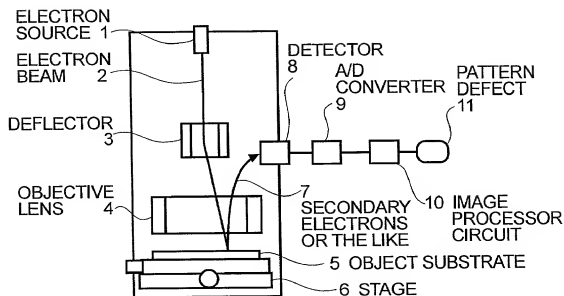 ELECTRON
SOURCE 1
ELECTRON
BEAM
2
DEFLECTOR
3
OBJECTIVE
LENS
4
DETECTOR
8
A/D
CONVERTER
9
PATTERN
DEFECT
11
7
SECONDARY
ELECTRONS
OR THE LIKE
10 IMAGE
PROCESSOR
CIRCUIT
5 OBJECT SUBSTRATE
6 STAGE